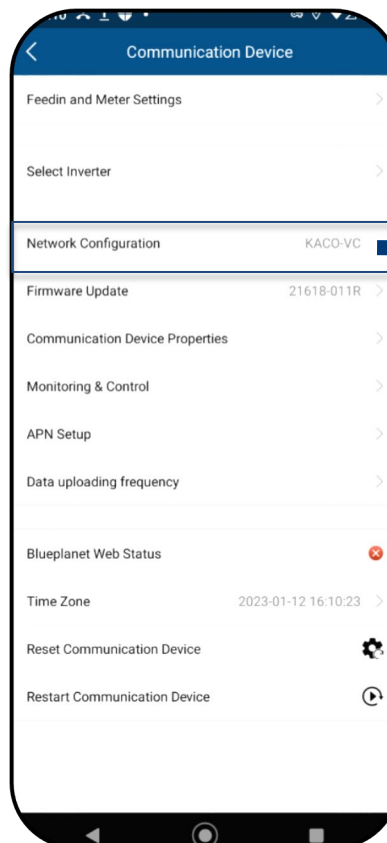 Communication Device
Feedin and Meter Settings
Select Inverter
Network Configuration KACO-VC
Firmware Update 21618-011R
Communication Device Properties
Monitoring & Control
APN Setup
Data uploading frequency
Blueplanet Web Status
Time Zone 2023-01-12 16:10:23
Reset Communication Device
Restart Communication Device